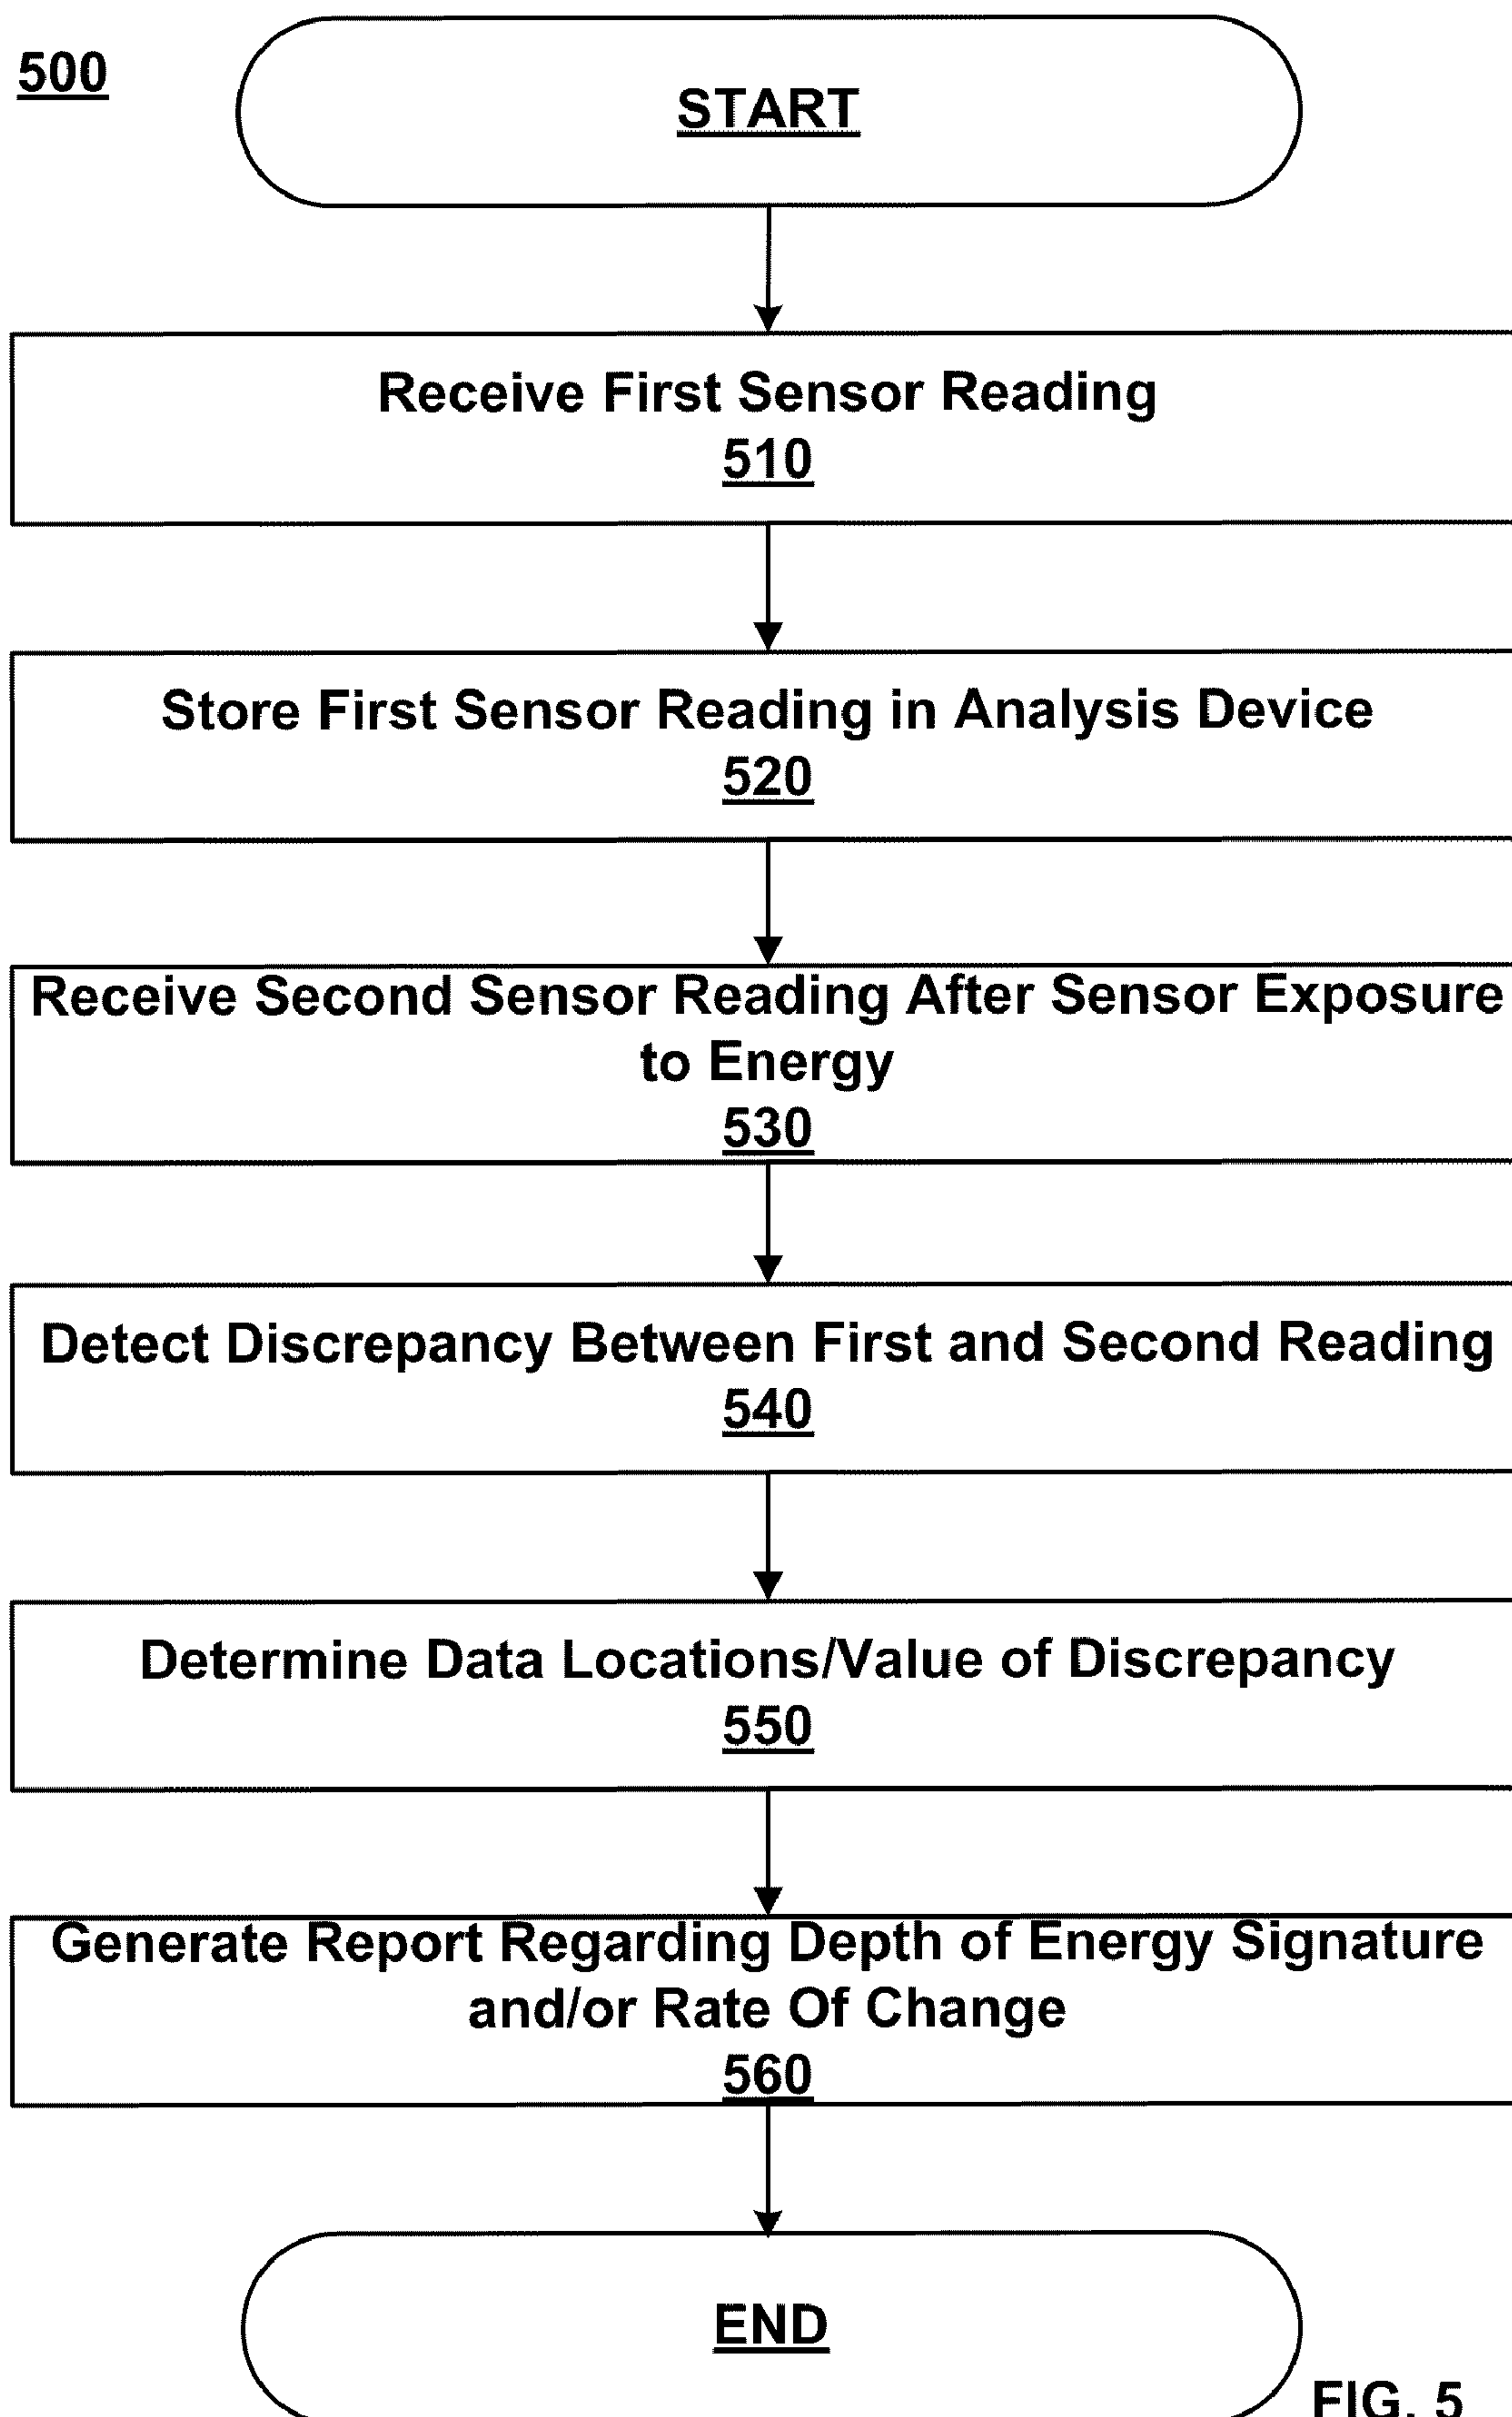 500
START
Receive First Sensor Reading
510
Store First Sensor Reading in Analysis Device
520
Receive Second Sensor Reading After Sensor Exposure
to Energy
530
Detect Discrepancy Between First and Second Reading
540
Determine Data Locations/Value of Discrepancy
550
Generate Report Regarding Depth of Energy Signature
and/or Rate Of Change
560
END
FIG. 5